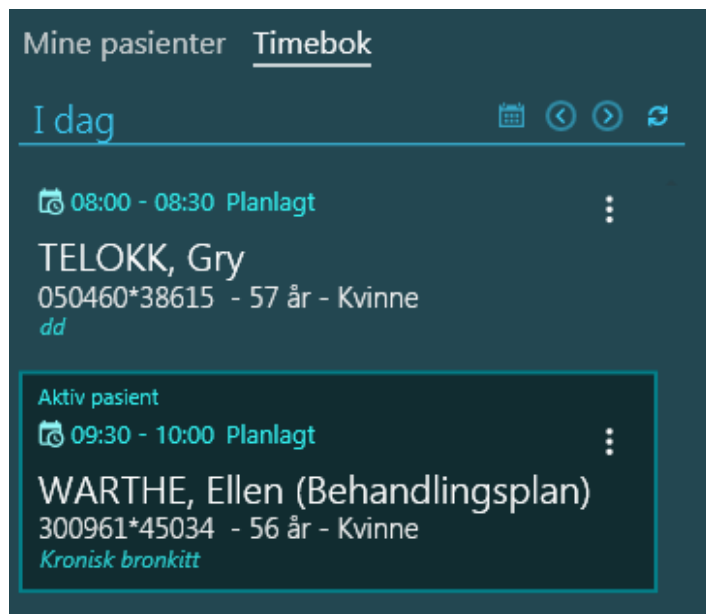 Mine pasienter Timebok
I dag
08:00 - 08:30 Planlagt
TELOKK, Gry
050460*38615 - 57 år - Kvinne
dd
Aktiv pasient
09:30 - 10:00 Planlagt
WARTHE, Ellen (Behandlingsplan)
300961*45034 - 56 år - Kvinne
Kronisk bronkitt